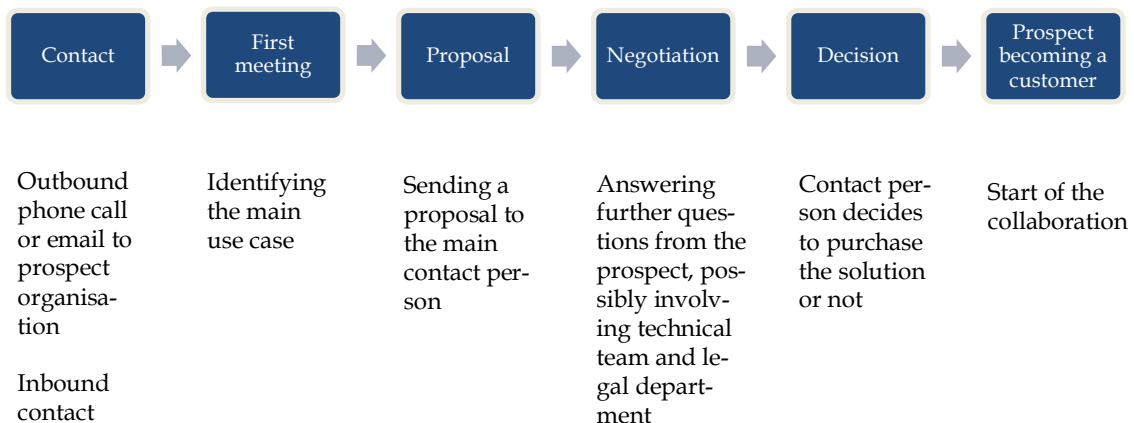 Contact
First
meeting
Proposal
Negotiation
Decision
Prospect
becoming a
customer
Outbound
phone call
or email to
prospect
organisa-
tion
Inbound
contact
Identifying
the main
use case
Sending a
proposal to
the main
contact per-
son
Answering
further ques-
tions from the
prospect, pos-
sibly involv-
ing technical
team and le-
gal depart-
ment
Contact per-
son decides
to purchase
the solution
or not
Start of the
collaboration